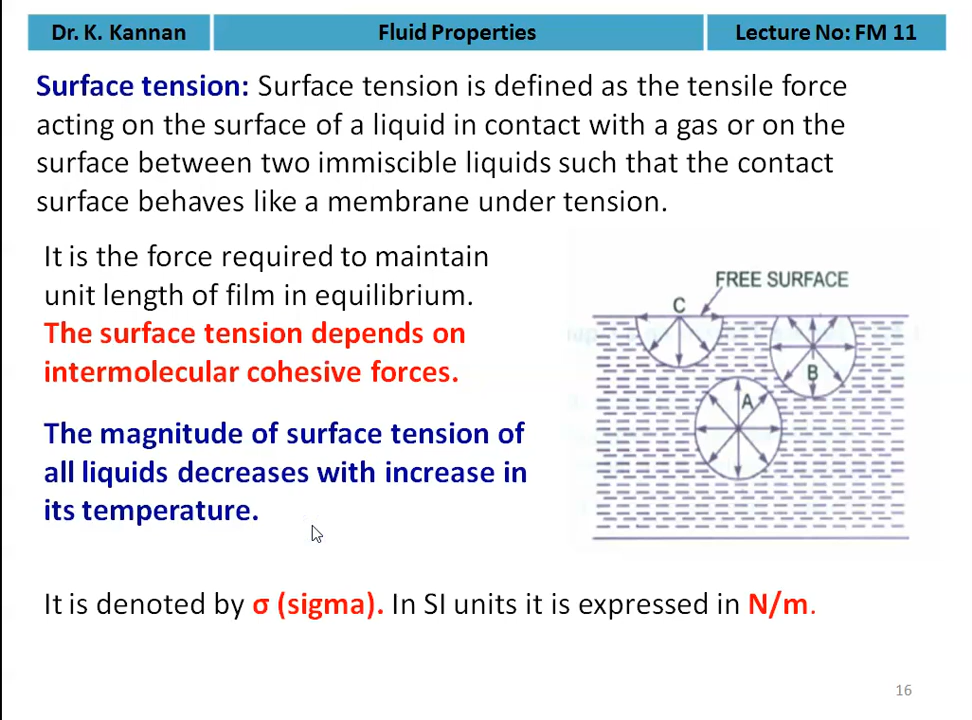 Dr. K. Kannan
Fluid Properties
Lecture No: FM 11
Surface tension: Surface tension is defined as the tensile force
acting on the surface of a liquid in contact with a gas or on the
surface between two immiscible liquids such that the contact
surface behaves like a membrane under tension.
It is the force required to maintain
unit length of film in equilibrium.
The surface tension depends on
intermolecular cohesive forces.
The magnitude of surface tension of
all liquids decreases with increase in
its temperature.
FREE SURFACE
C
B
A
It is denoted by σ (sigma). In SI units it is expressed in N/m.
16